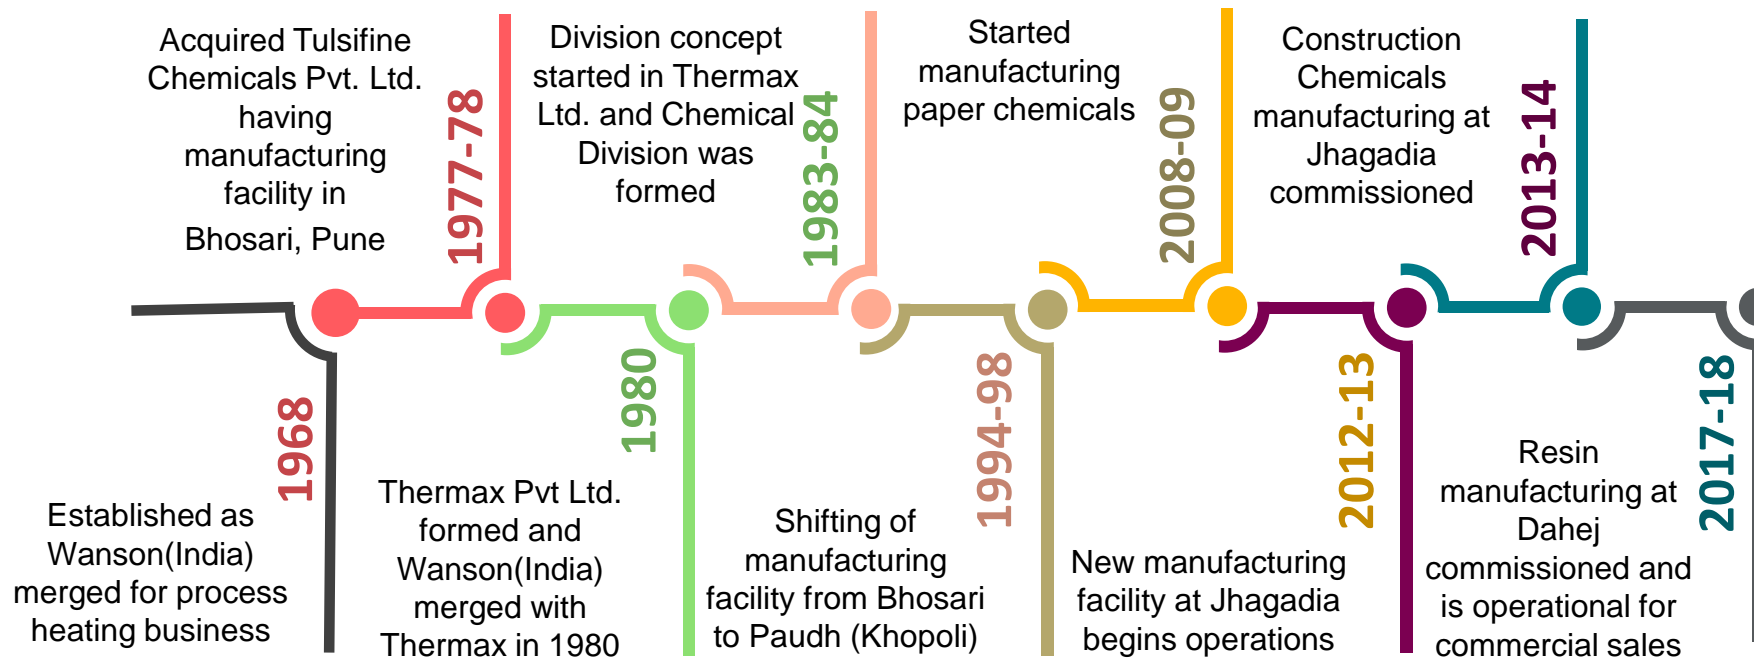 Acquired Tulsifine
Chemicals Pvt. Ltd.
having
manufacturing
facility in
Bhosari, Pune
1977-78
Division concept
started in Thermax
Ltd. and Chemical
Division was
formed
1983-84
Started
manufacturing
paper chemicals
2008-09
Construction
Chemicals
manufacturing at
Jhagadia
commissioned
2013-14
1968
Established as
Wanson(India)
merged for process
heating business
1980
Thermax Pvt Ltd.
formed and
Wanson(India)
merged with
Thermax in 1980
1994-98
Shifting of
manufacturing
facility from Bhosari
to Paudh (Khopoli)
2012-13
New manufacturing
facility at Jhagadia
begins operations
2017-18
Resin
manufacturing at
Dahej
commissioned and
is operational for
commercial sales